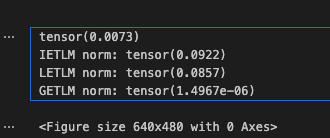 tensor(0.0073)
IETLM norm: tensor(0.0922)
LETLM norm: tensor(0.0857)
GETLM norm: tensor(1.4967e-06)
<Figure size 640x480 with 0 Axes>